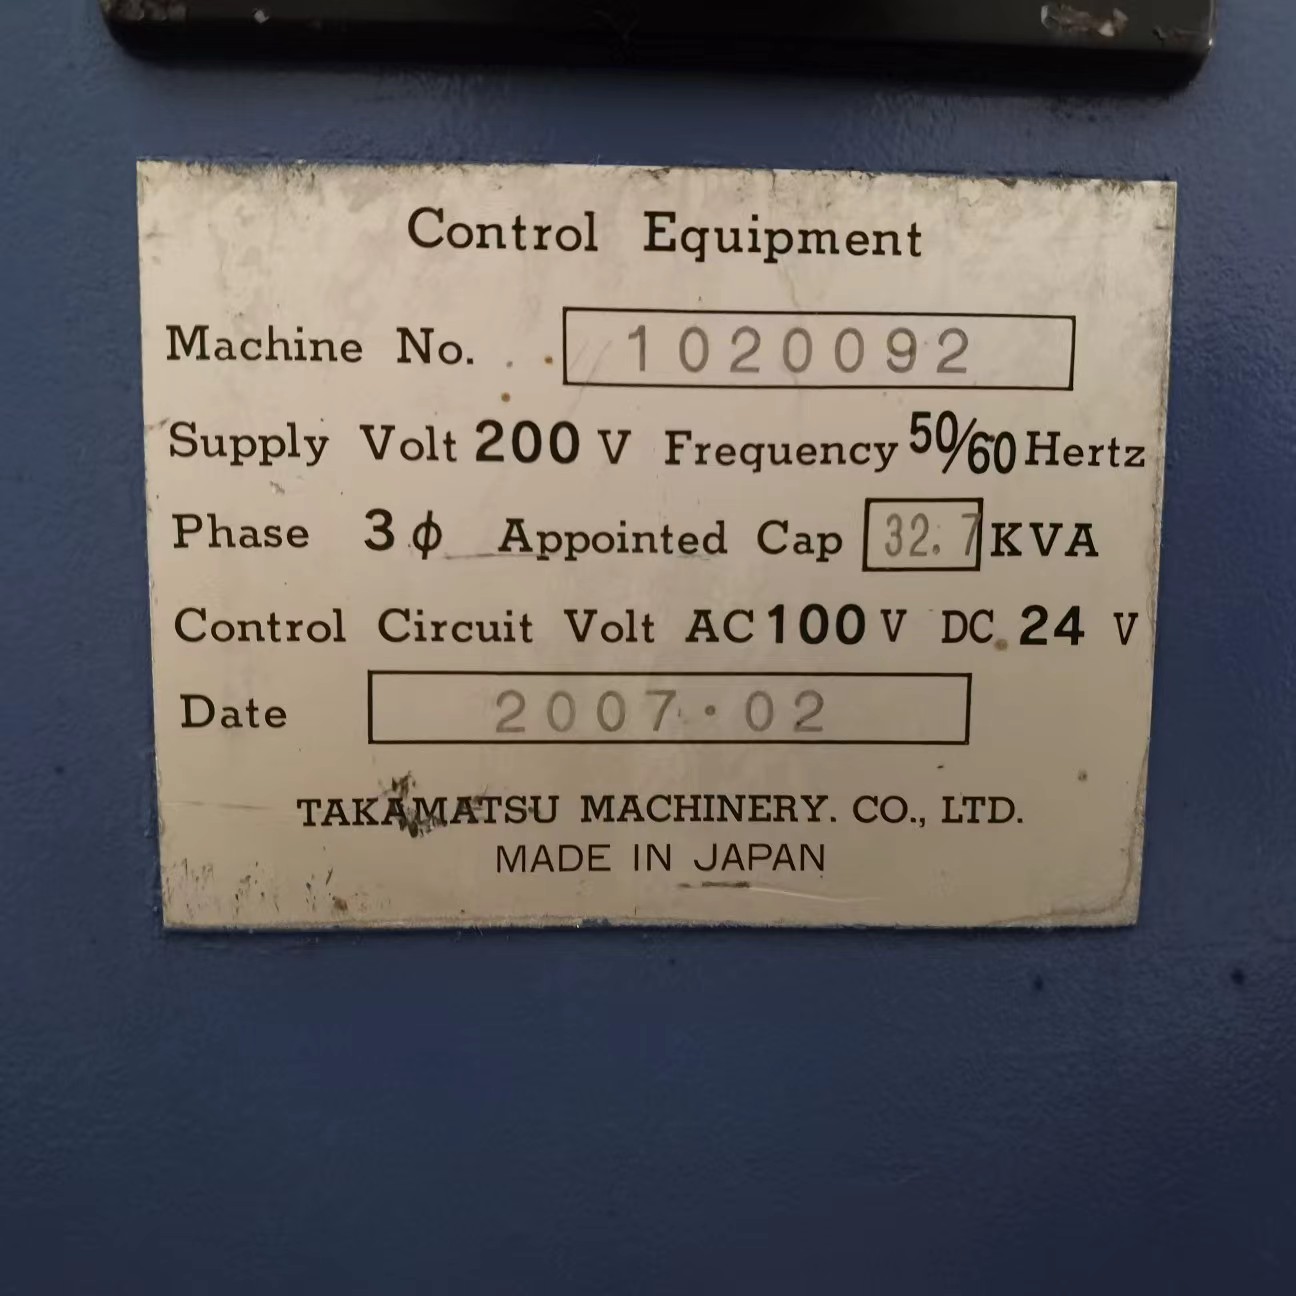 Control Equipment
Machine No. 1020092
Supply Volt 200 V Frequency 50/60 Hertz
Phase 3ϕ Appointed Cap 32.7 KVA
Control Circuit Volt AC 100 V DC 24 V
Date 2007・02
TAKAMATSU MACHINERY. CO., LTD.
MADE IN JAPAN